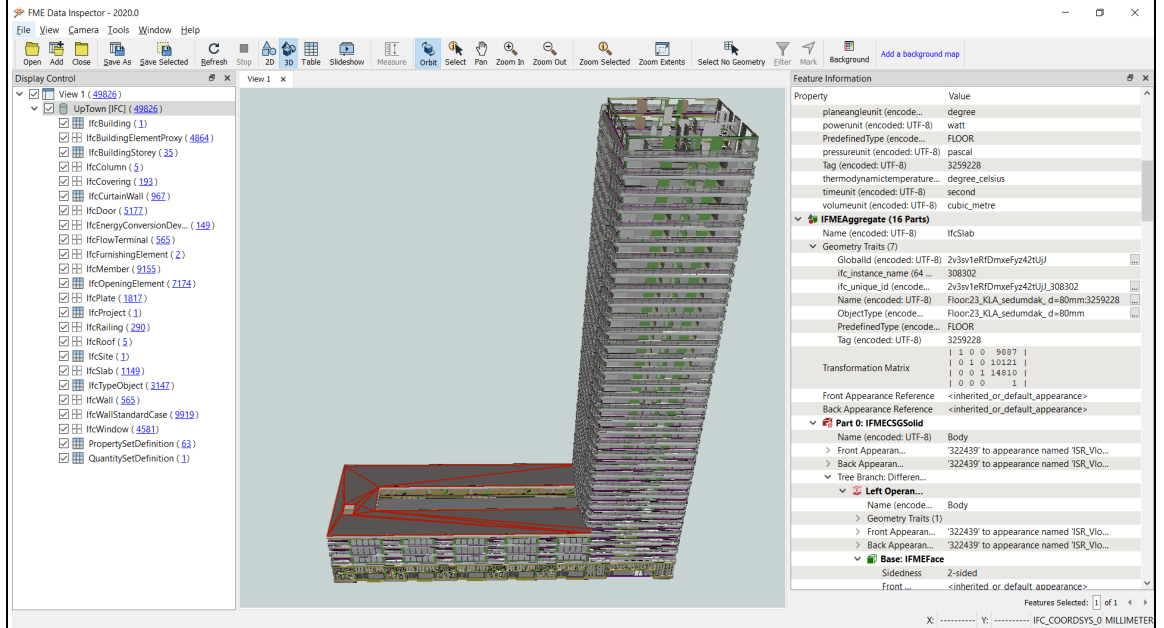 FME Data Inspector - 2020.0
File View Camera Tools Window Help
Open Add Close Save As Save Selected Refresh Stop 2D 3D Table Slideshow Measure Orbit Select Pan Zoom In Zoom Out Zoom Selected Zoom Extents Select No Geometry Filter Mark Background Add a background map
Display Control
View 1 (49826)
UpTown [IFC] (49826)
IfcBuilding (1)
IfcBuildingElementProxy (4864)
IfcBuildingStorey (35)
IfcColumn (5)
IfcCovering (193)
IfcCurtainWall (967)
IfcDoor (5177)
IfcEnergyConversionDev... (149)
IfcFlowTerminal (565)
IfcFurnishingElement (2)
IfcMember (9155)
IfcOpeningElement (7174)
IfcPlate (1817)
IfcProject (1)
IfcRailing (290)
IfcRoof (5)
IfcSite (1)
IfcSlab (1149)
IfcTypeObject (3147)
IfcWall (565)
IfcWallStandardCase (9919)
IfcWindow (4581)
PropertySetDefinition (63)
QuantitySetDefinition (1)
View 1
Feature Information
Property Value
planeangleunit (encode... degree
powerunit (encoded: UTF-8) watt
PredefinedType (encode... FLOOR
pressureunit (encoded: UTF-8) pascal
Tag (encoded: UTF-8) 3259228
thermodynamictemperature... degree_celsius
timeunit (encoded: UTF-8) second
volumeunit (encoded: UTF-8) cubic_metre
IFMEAggregate (16 Parts)
Name (encoded: UTF-8) IfcSlab
Geometry Traits (7)
GlobalId (encoded: UTF-8) 2v3sv1eRfDmxeFyz42tUjJ ...
ifc_instance_name (64 ... 308302
ifc_unique_id (encode... 2v3sv1eRfDmxeFyz42tUjJ_308302 ...
Name (encoded: UTF-8) Floor:23_KLA_sedumdak_ d=80mm:3259228 ...
ObjectType (encode... Floor:23_KLA_sedumdak_ d=80mm ...
PredefinedType (encode... FLOOR
Tag (encoded: UTF-8) 3259228
Transformation Matrix
| 1 0 0 9887 |
| 0 1 0 10121 |
| 0 0 1 14810 |
| 0 0 0 1 |
Front Appearance Reference <inherited_or_default_appearance>
Back Appearance Reference <inherited_or_default_appearance>
Part 0: IFMECSGSolid
Name (encoded: UTF-8) Body
Front Appearan... '322439' to appearance named 'ISR_Vlo...
Back Appearan... '322439' to appearance named 'ISR_Vlo...
Tree Branch: Differen...
Left Operan...
Name (encode... Body
Geometry Traits (1)
Front Appearan... '322439' to appearance named 'ISR_Vlo...
Back Appearan... '322439' to appearance named 'ISR_Vlo...
Base: IFMEFace
Sidedness 2-sided
Front ... <inherited_or_default_appearance>
Features Selected: 1 of 1
X: ---------- Y: ---------- IFC_COORDSYS_0 MILLIMETER